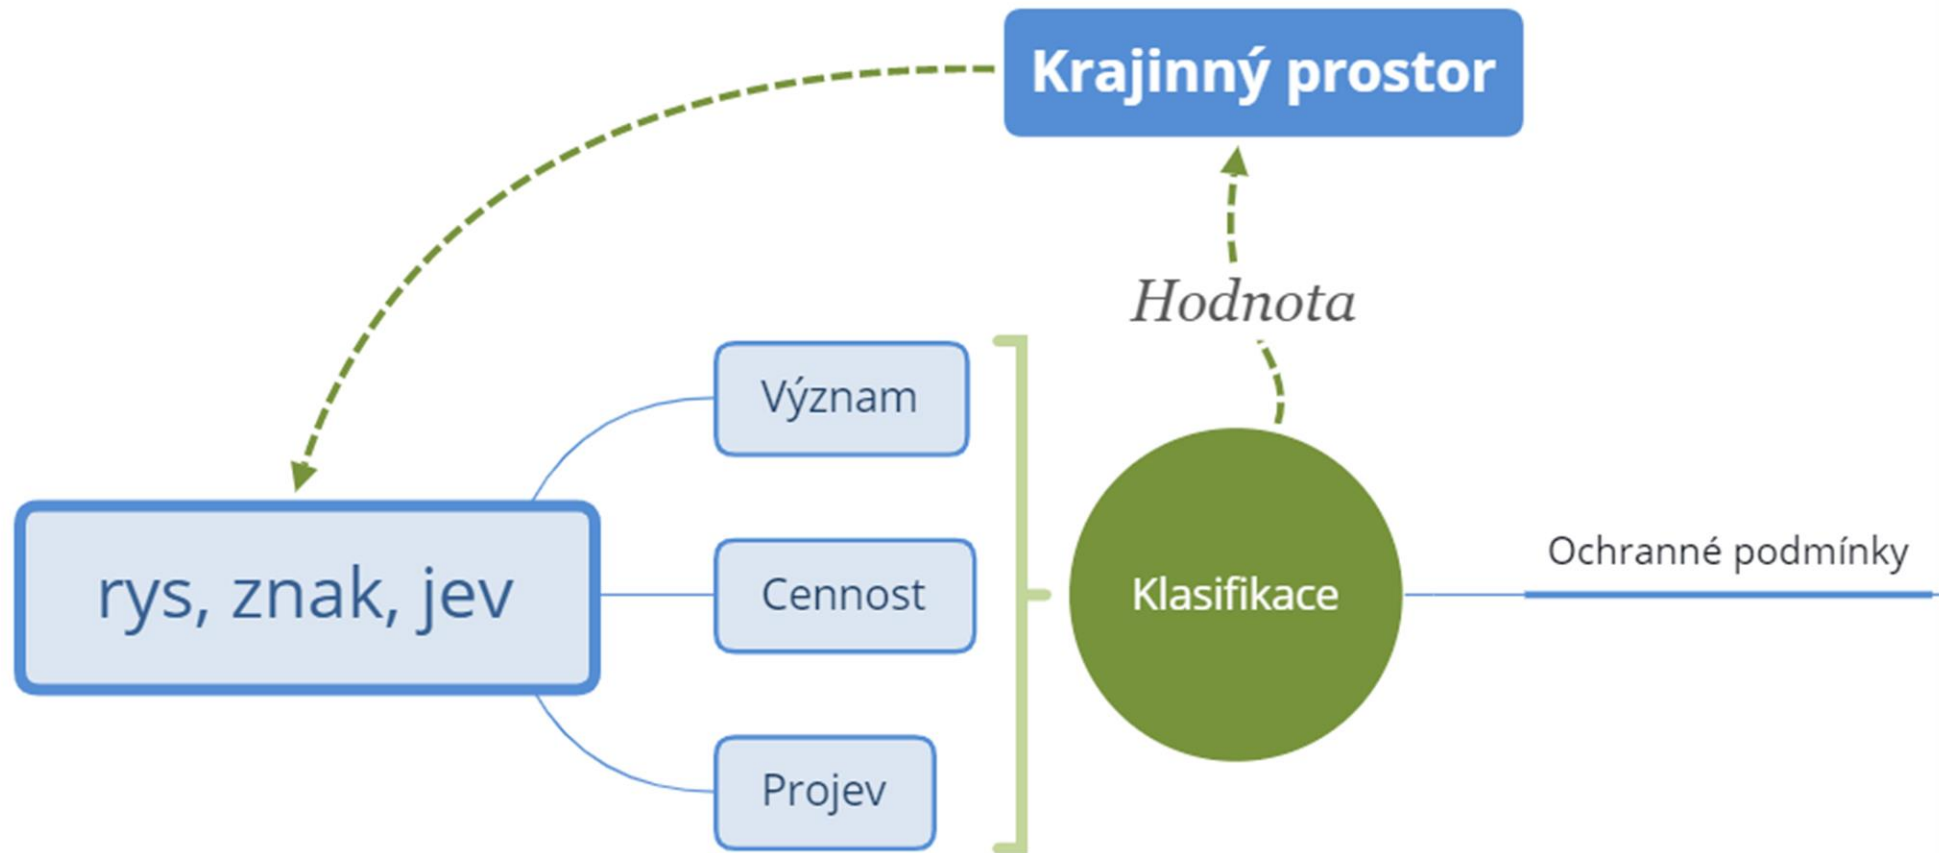 Krajinný prostor
Hodnota
Význam
Ochranné podmínky
rys, znak, jev
Cennost
Klasifikace
Projev